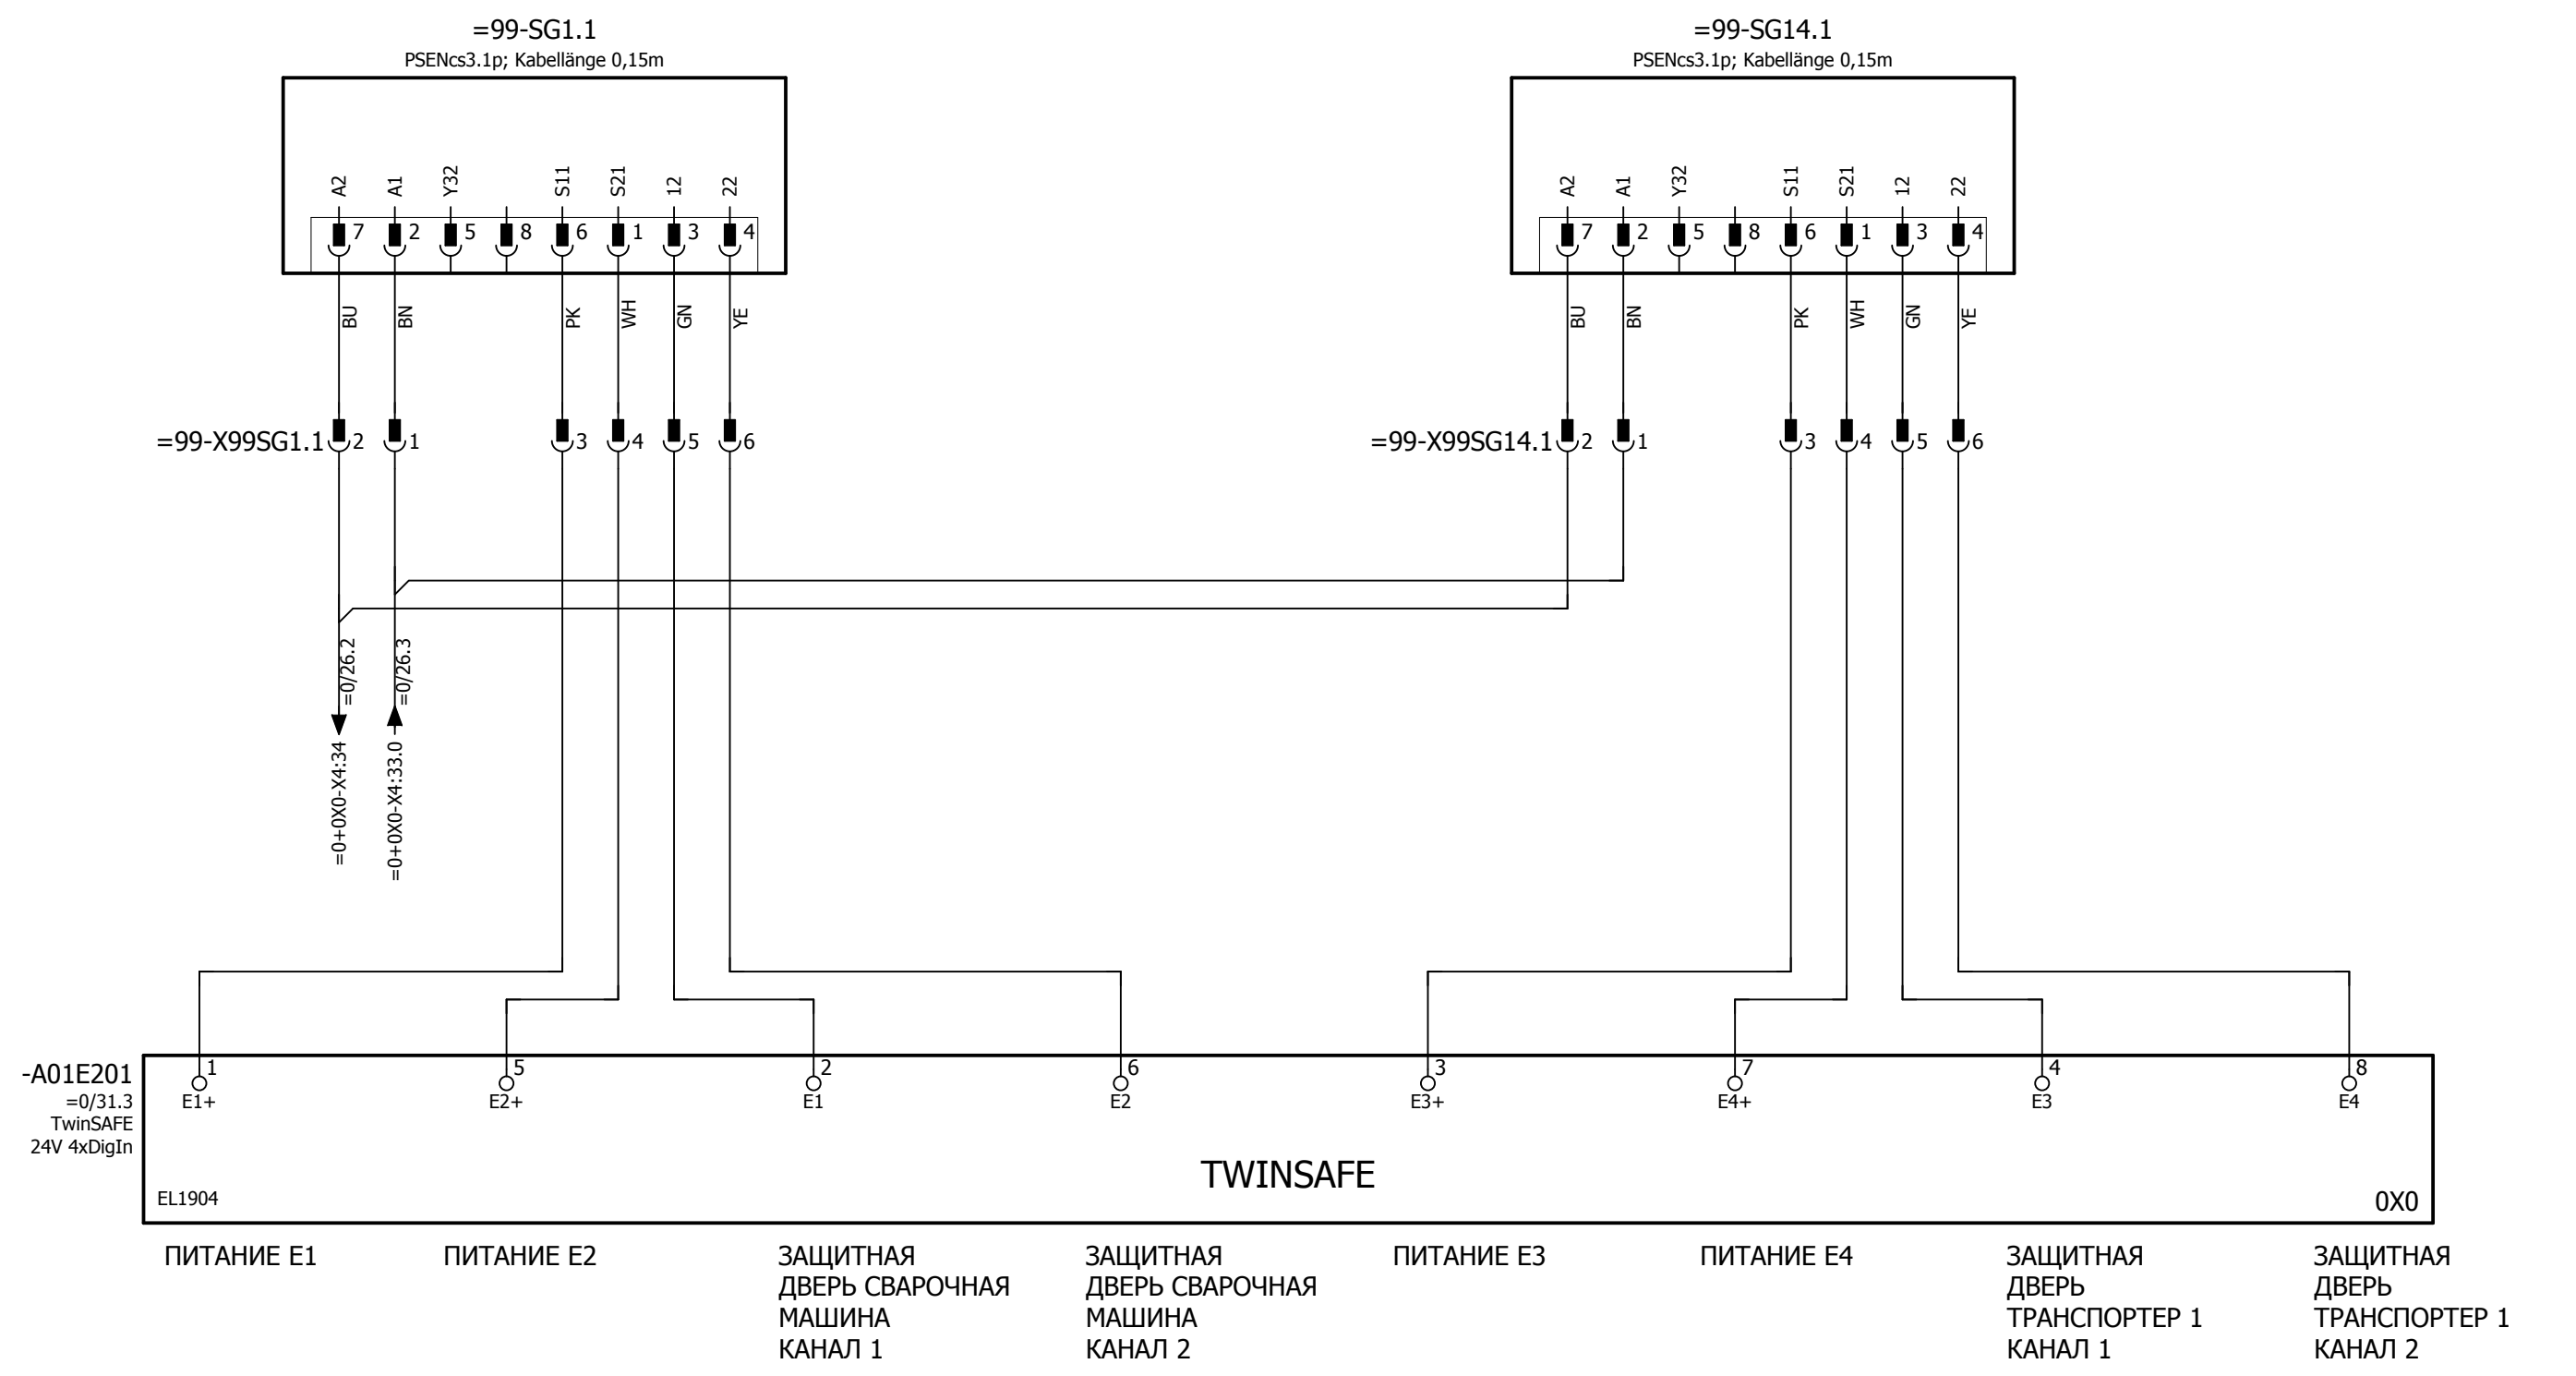 =99-SG1.1
PSENcs3.1p; Kabellänge 0,15m
=99-SG14.1
PSENcs3.1p; Kabellänge 0,15m
A2 A1 Y32 S11 S21 12 22
7 2 5 8 6 1 3 4
BU BN PK WH GN YE
A2 A1 Y32 S11 S21 12 22
7 2 5 8 6 1 3 4
BU BN PK WH GN YE
=99-X99SG1.1 2 1 3 4 5 6
=99-X99SG14.1 2 1 3 4 5 6
=0/26.2
=0/26.3
=0+0X0-X4:34
=0+0X0-X4:33.0
-A01E201
=0/31.3
TwinSAFE
24V 4xDigIn
1 5 2 6 3 7 4 8
E1+ E2+ E1 E2 E3+ E4+ E3 E4
TWINSAFE
EL1904
0X0
ПИТАНИЕ E1
ПИТАНИЕ E2
ЗАЩИТНАЯ
ДВЕРЬ СВАРОЧНАЯ
МАШИНА
КАНАЛ 1
ЗАЩИТНАЯ
ДВЕРЬ СВАРОЧНАЯ
МАШИНА
КАНАЛ 2
ПИТАНИЕ E3
ПИТАНИЕ E4
ЗАЩИТНАЯ
ДВЕРЬ
ТРАНСПОРТЕР 1
КАНАЛ 1
ЗАЩИТНАЯ
ДВЕРЬ
ТРАНСПОРТЕР 1
КАНАЛ 2